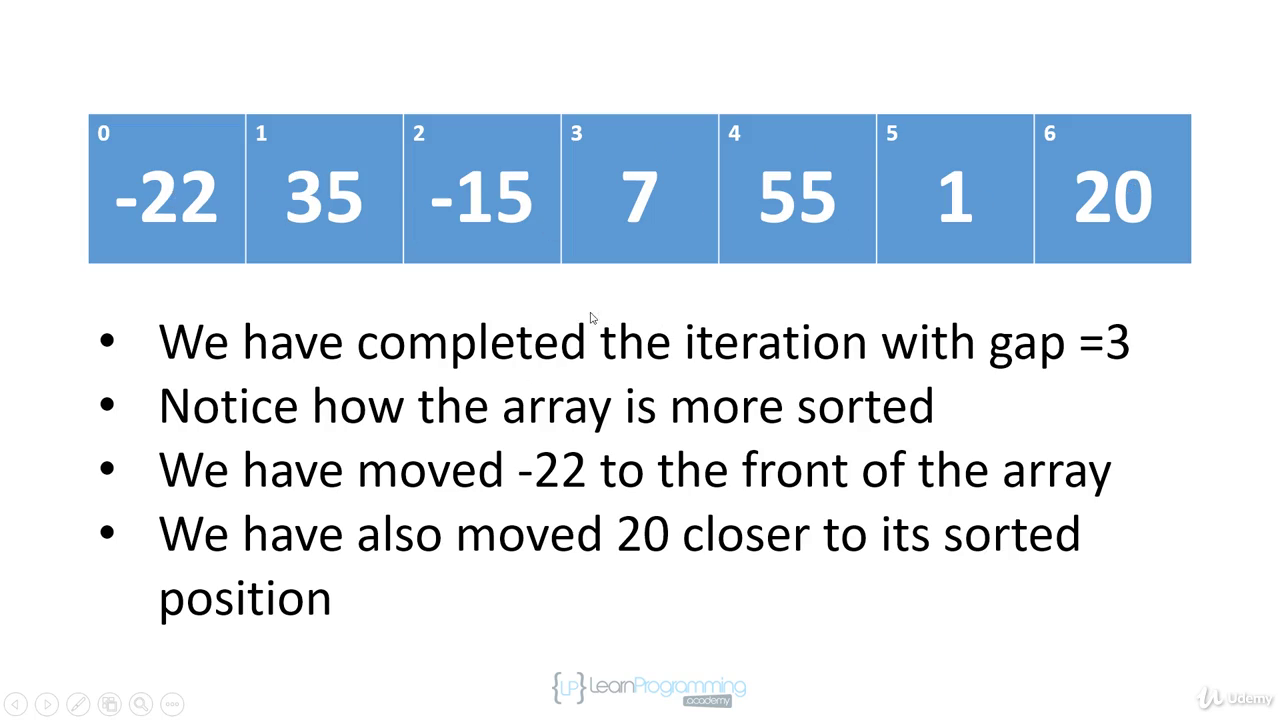 0 1 2 3 4 5 6
-22 35 -15 7 55 1 20
• We have completed the iteration with gap =3
• Notice how the array is more sorted
• We have moved -22 to the front of the array
• We have also moved 20 closer to its sorted
position
{LP} LearnProgramming
academy
Udemy